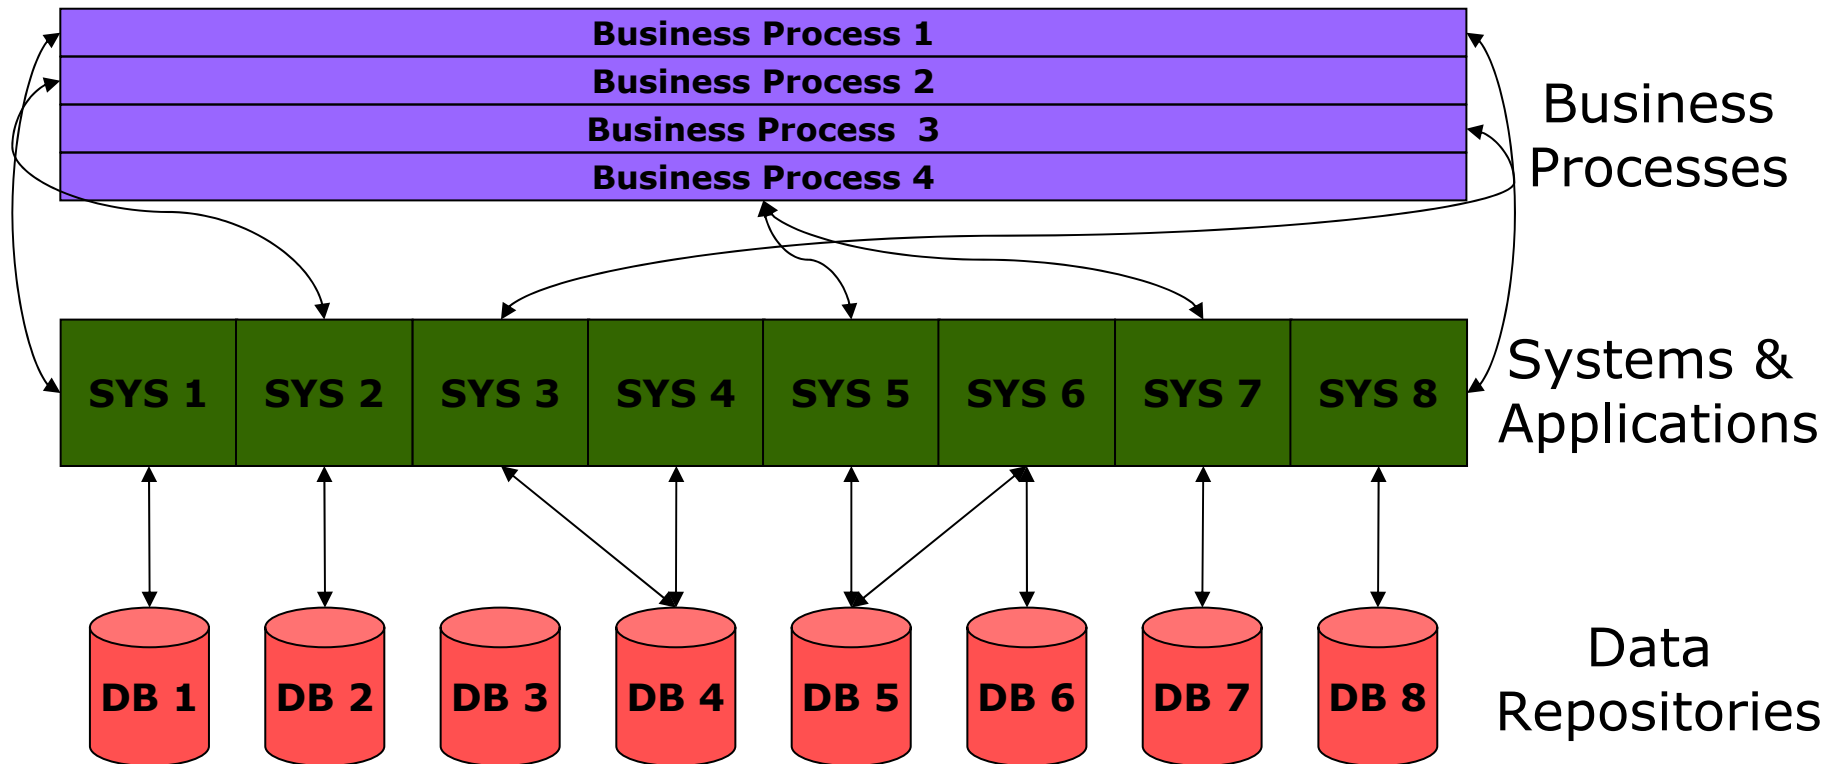 Business Process 1
Business Process 2
Business Process  3
Business Process 4
Business
Processes
SYS 1 SYS 2 SYS 3 SYS 4 SYS 5 SYS 6 SYS 7 SYS 8
Systems &
Applications
DB 1 DB 2 DB 3 DB 4 DB 5 DB 6 DB 7 DB 8
Data
Repositories